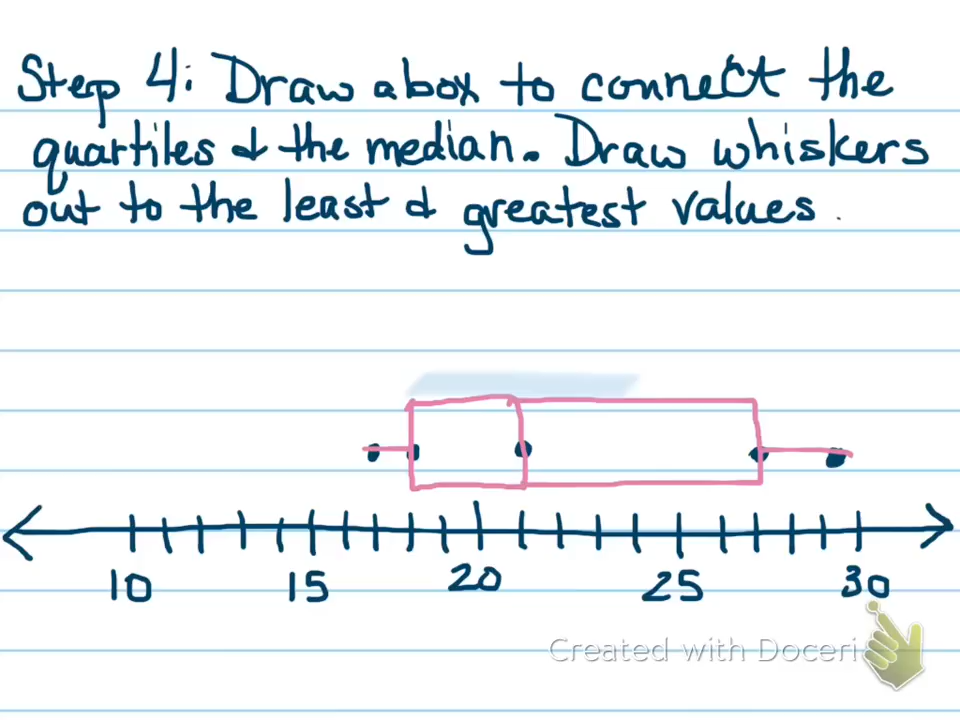 Step 4: Draw a box to connect the
quartiles & the median. Draw whiskers
out to the least & greatest values.
10 15 20 25 30
Created with Doceri